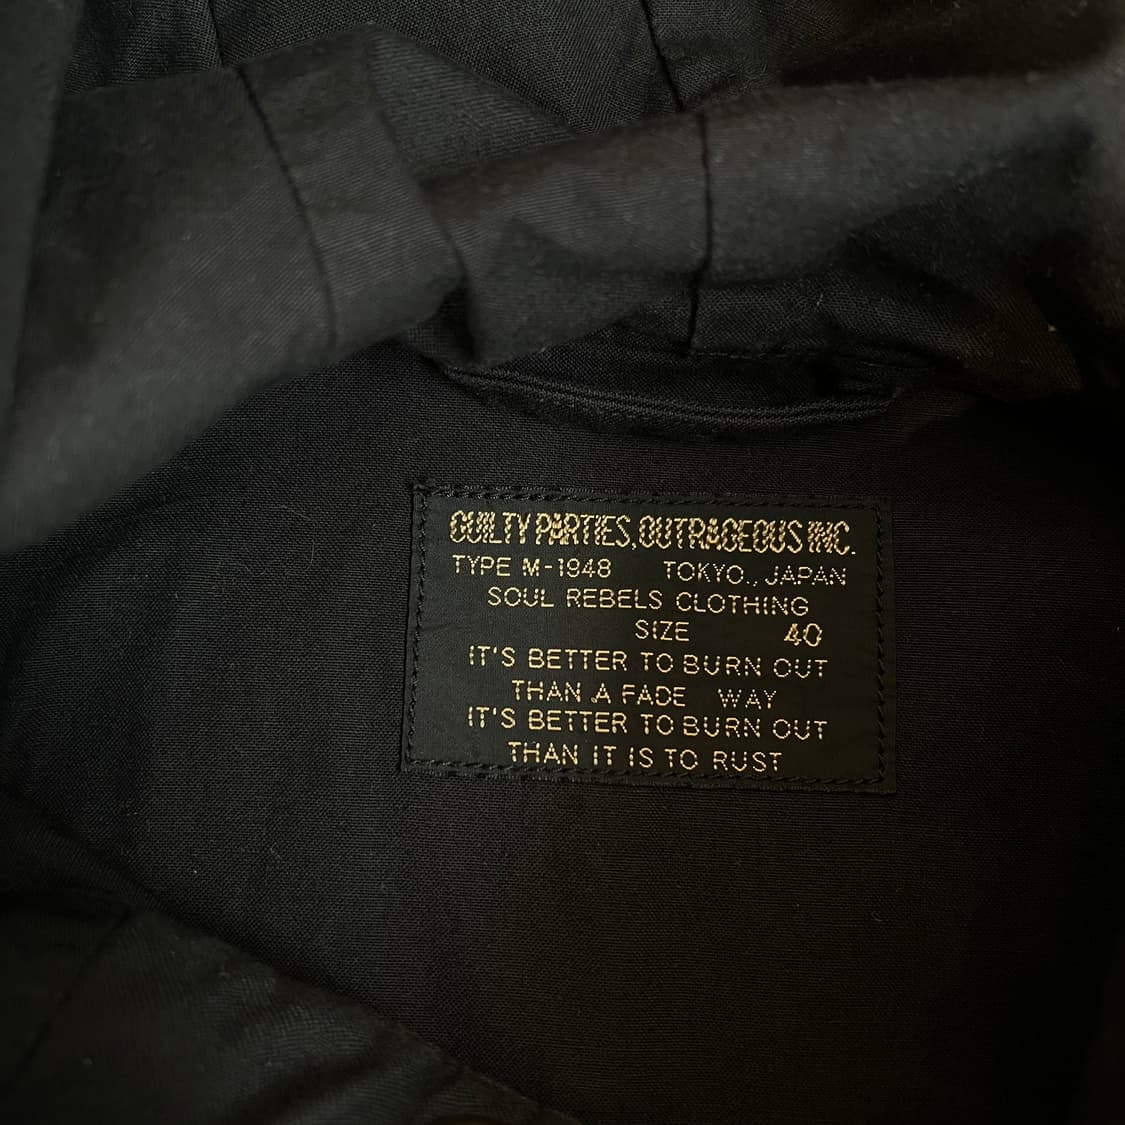 GUILTY PARTIES, OUTRAGEOUS INC.
TYPE M-1948 TOKYO., JAPAN
SOUL REBELS CLOTHING
SIZE 40
IT'S BETTER TO BURN OUT
THAN A FADE WAY
IT'S BETTER TO BURN OUT
THAN IT IS TO RUST